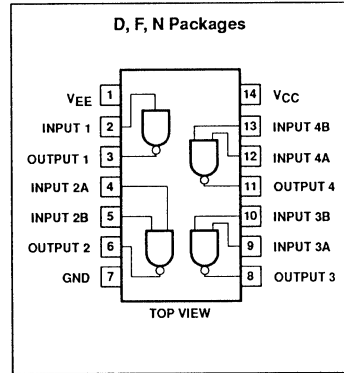 D, F, N Packages
VEE 1 14 VCC
INPUT 1 2 13 INPUT 4B
OUTPUT 1 3 12 INPUT 4A
INPUT 2A 4 11 OUTPUT 4
INPUT 2B 5 10 INPUT 3B
OUTPUT 2 6 9 INPUT 3A
GND 7 8 OUTPUT 3
TOP VIEW